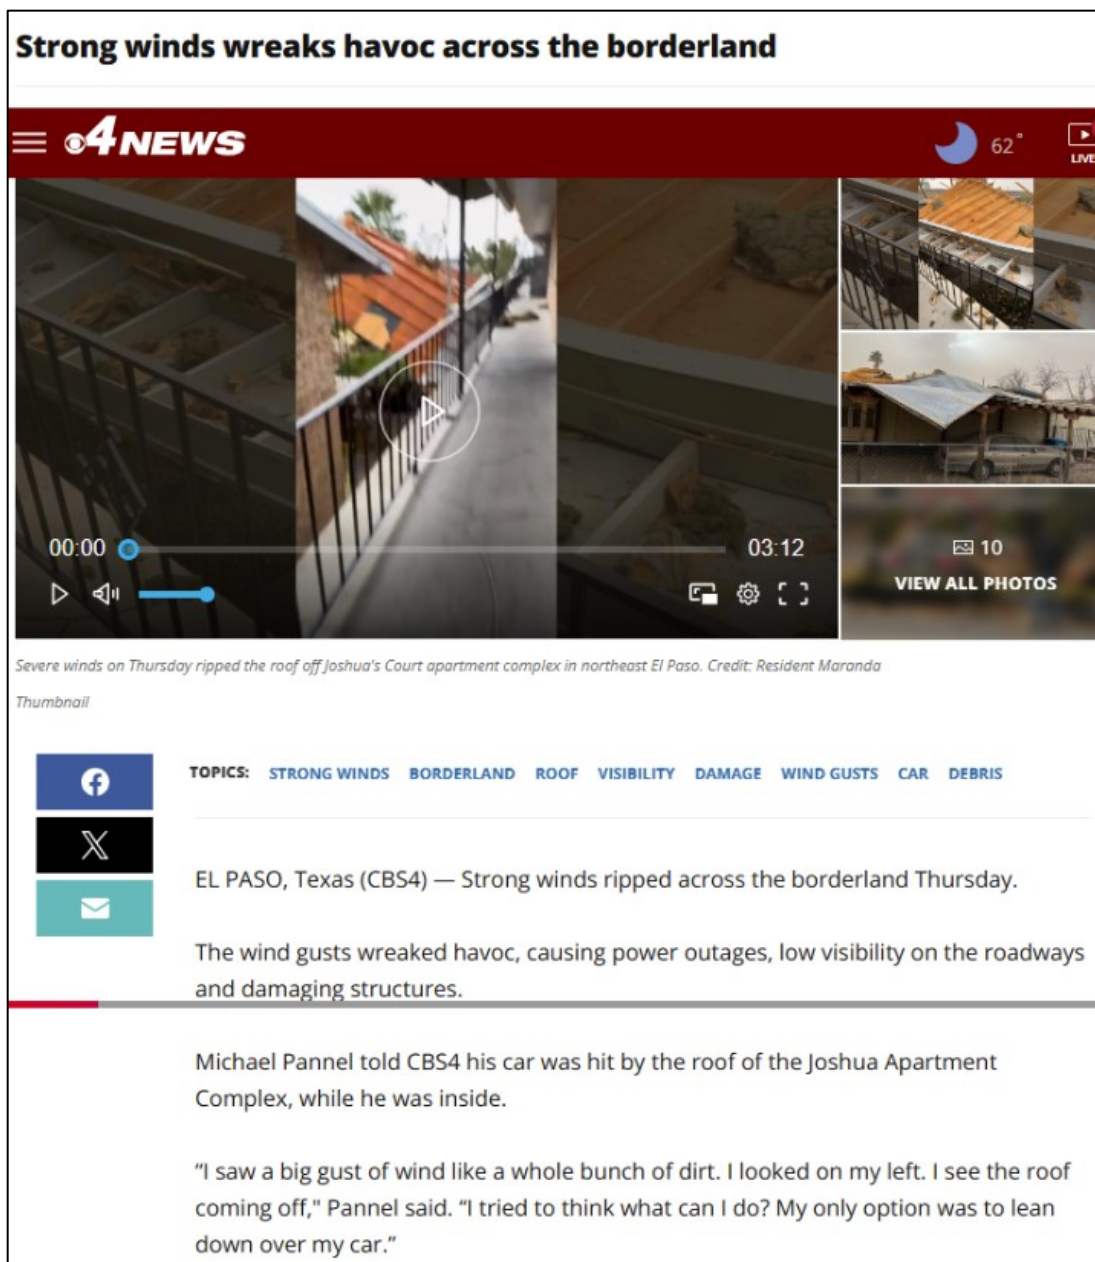 Strong winds wreaks havoc across the borderland
4 NEWS
62°
LIVE
00:00
03:12
10
VIEW ALL PHOTOS
Severe winds on Thursday ripped the roof off Joshua's Court apartment complex in northeast El Paso. Credit: Resident Maranda
Thumbnail
TOPICS: STRONG WINDS BORDERLAND ROOF VISIBILITY DAMAGE WIND GUSTS CAR DEBRIS
EL PASO, Texas (CBS4) — Strong winds ripped across the borderland Thursday.
The wind gusts wreaked havoc, causing power outages, low visibility on the roadways
and damaging structures.
Michael Pannel told CBS4 his car was hit by the roof of the Joshua Apartment
Complex, while he was inside.
“I saw a big gust of wind like a whole bunch of dirt. I looked on my left. I see the roof
coming off," Pannel said. “I tried to think what can I do? My only option was to lean
down over my car.”